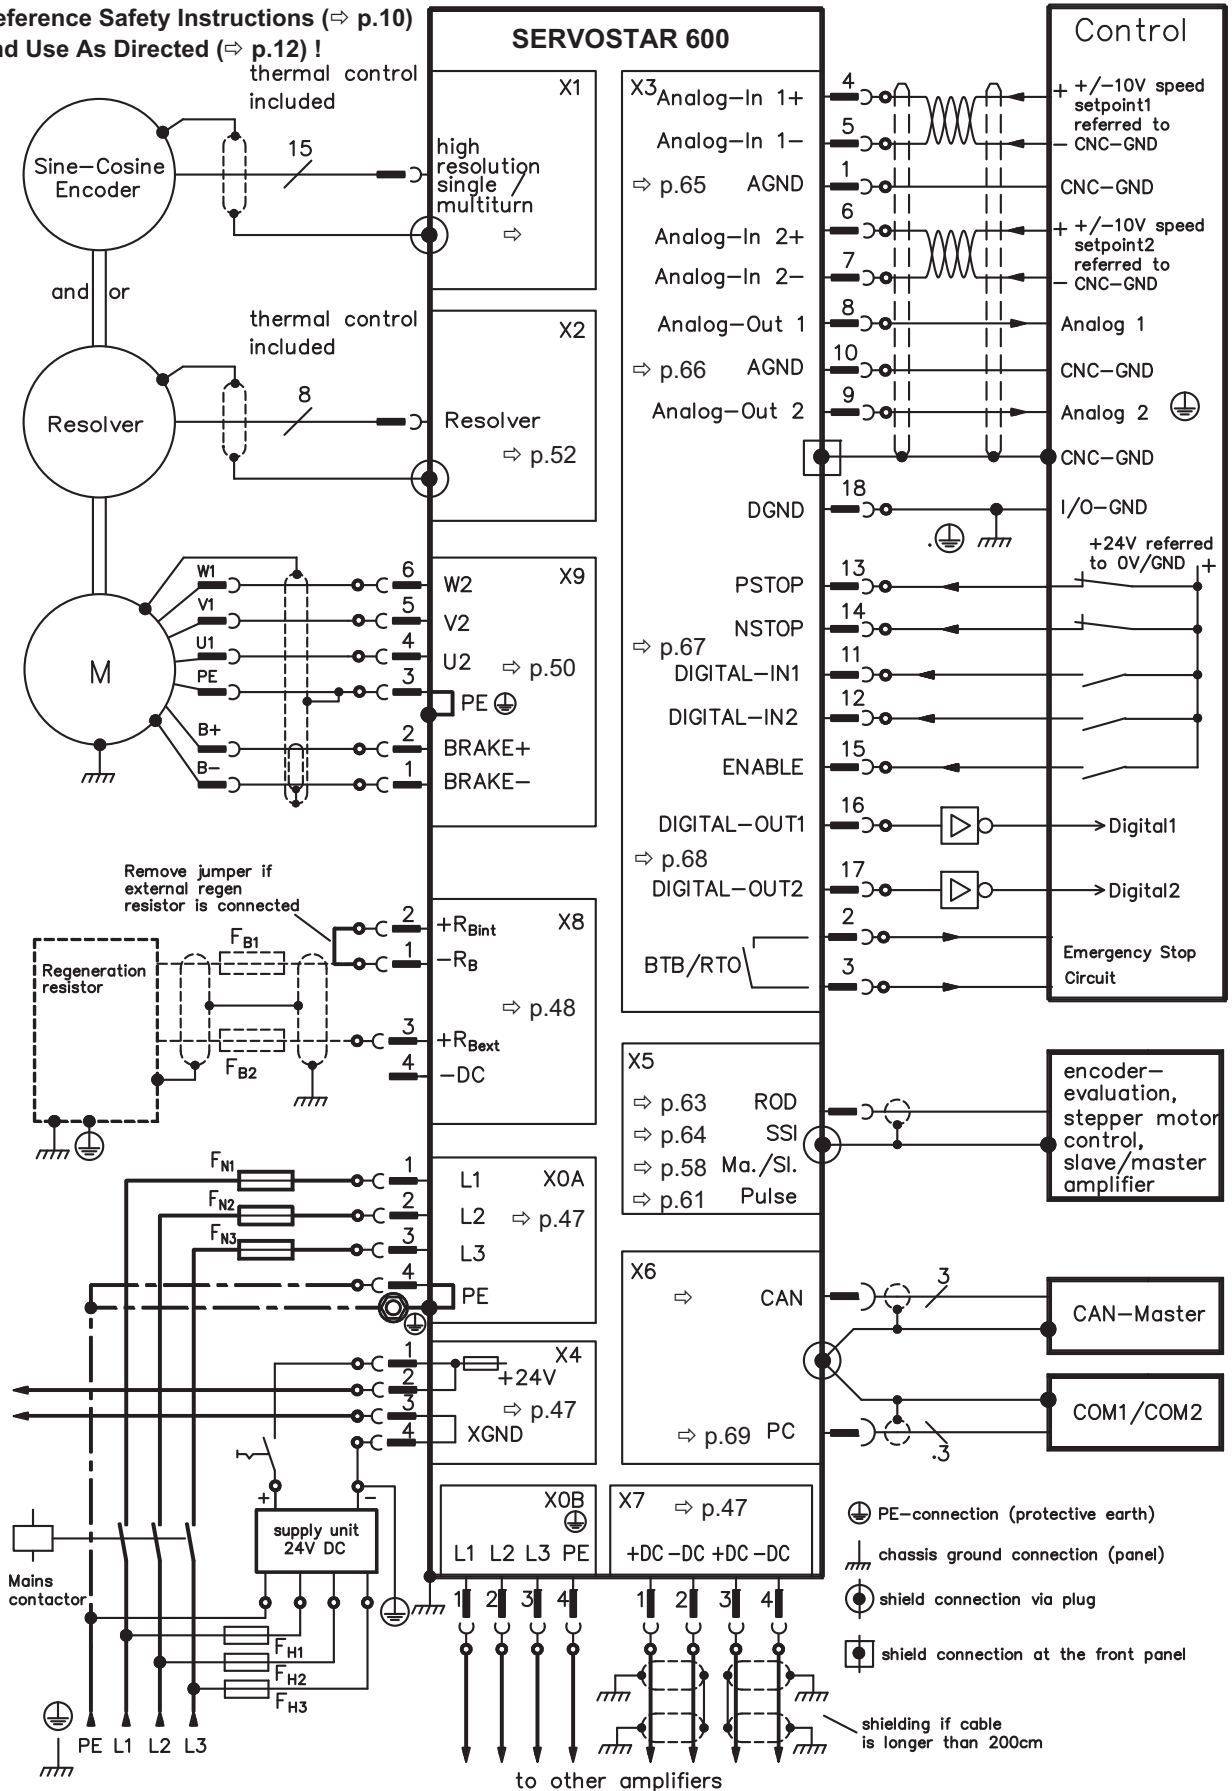 eference Safety Instructions (⇨ p.10)
nd Use As Directed (⇨ p.12) !
SERVOSTAR 600
Control
thermal control
included
X1
Sine-Cosine
Encoder
15
high
resolution
single /
multiturn
⇨
and
or
thermal control
included
X2
Resolver
8
Resolver
⇨ p.52
X9
M
W1
V1
U1
PE
B+
B-
6
5
4
3
2
1
W2
V2
U2
⇨ p.50
PE
BRAKE+
BRAKE-
Remove jumper if
external regen
resistor is connected
Regeneration
resistor
FB1
FB2
2
1
3
4
+RBint
-RB
X8
⇨ p.48
+RBext
-DC
FN1
FN2
FN3
1
2
3
4
L1
X0A
L2
⇨ p.47
L3
PE
1
2
3
4
X4
+24V
⇨ p.47
XGND
+
-
supply unit
24V DC
Mains
contactor
FH1
FH2
FH3
PE
L1
L2
L3
X0B
L1
L2
L3
PE
1
2
3
4
X7
⇨ p.47
+DC
-DC
+DC
-DC
1
2
3
4
to other amplifiers
shielding if cable
is longer than 200cm
X3
Analog-In 1+
4
+ +/-10V speed
setpoint1
referred to
Analog-In 1-
5
- CNC-GND
⇨ p.65
AGND
1
CNC-GND
Analog-In 2+
6
+ +/-10V speed
setpoint2
referred to
Analog-In 2-
7
- CNC-GND
Analog-Out 1
8
Analog 1
⇨ p.66
AGND
10
CNC-GND
Analog-Out 2
9
Analog 2
CNC-GND
DGND
18
I/O-GND
+24V referred
to 0V/GND
+
PSTOP
13
NSTOP
14
⇨ p.67
DIGITAL-IN1
11
DIGITAL-IN2
12
ENABLE
15
DIGITAL-OUT1
16
Digital1
⇨ p.68
DIGITAL-OUT2
17
Digital2
BTB/RTO
2
3
Emergency Stop
Circuit
X5
⇨ p.63
ROD
⇨ p.64
SSI
⇨ p.58
Ma./Sl.
⇨ p.61
Pulse
encoder-
evaluation,
stepper motor
control,
slave/master
amplifier
X6
⇨
CAN
3
CAN-Master
⇨ p.69
PC
.3
COM1/COM2
PE-connection (protective earth)
chassis ground connection (panel)
shield connection via plug
shield connection at the front panel